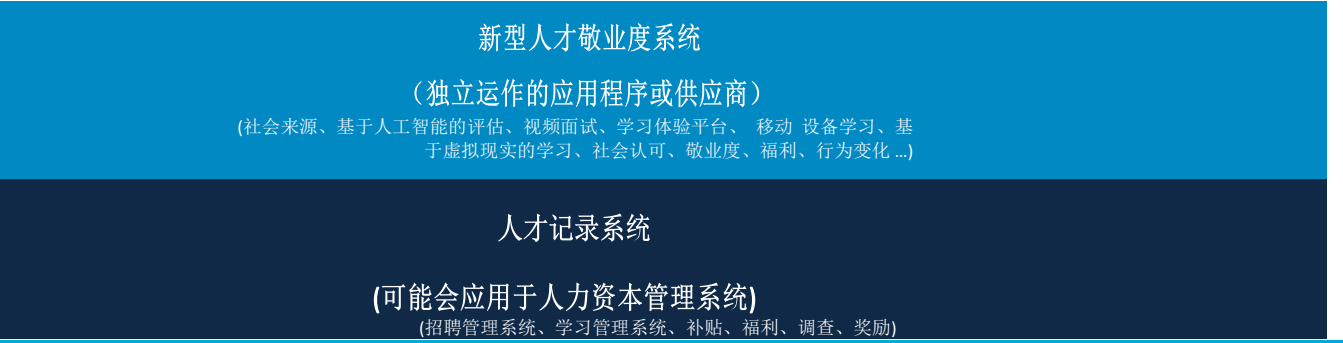 新型人才敬业度系统
（独立运作的应用程序或供应商）
(社会来源、基于人工智能的评估、视频面试、学习体验平台、 移动 设备学习、基
于虚拟现实的学习、社会认可、敬业度、福利、行为变化 ...)
人才记录系统
(可能会应用于人力资本管理系统)
(招聘管理系统、学习管理系统、补贴、福利、调查、奖励)